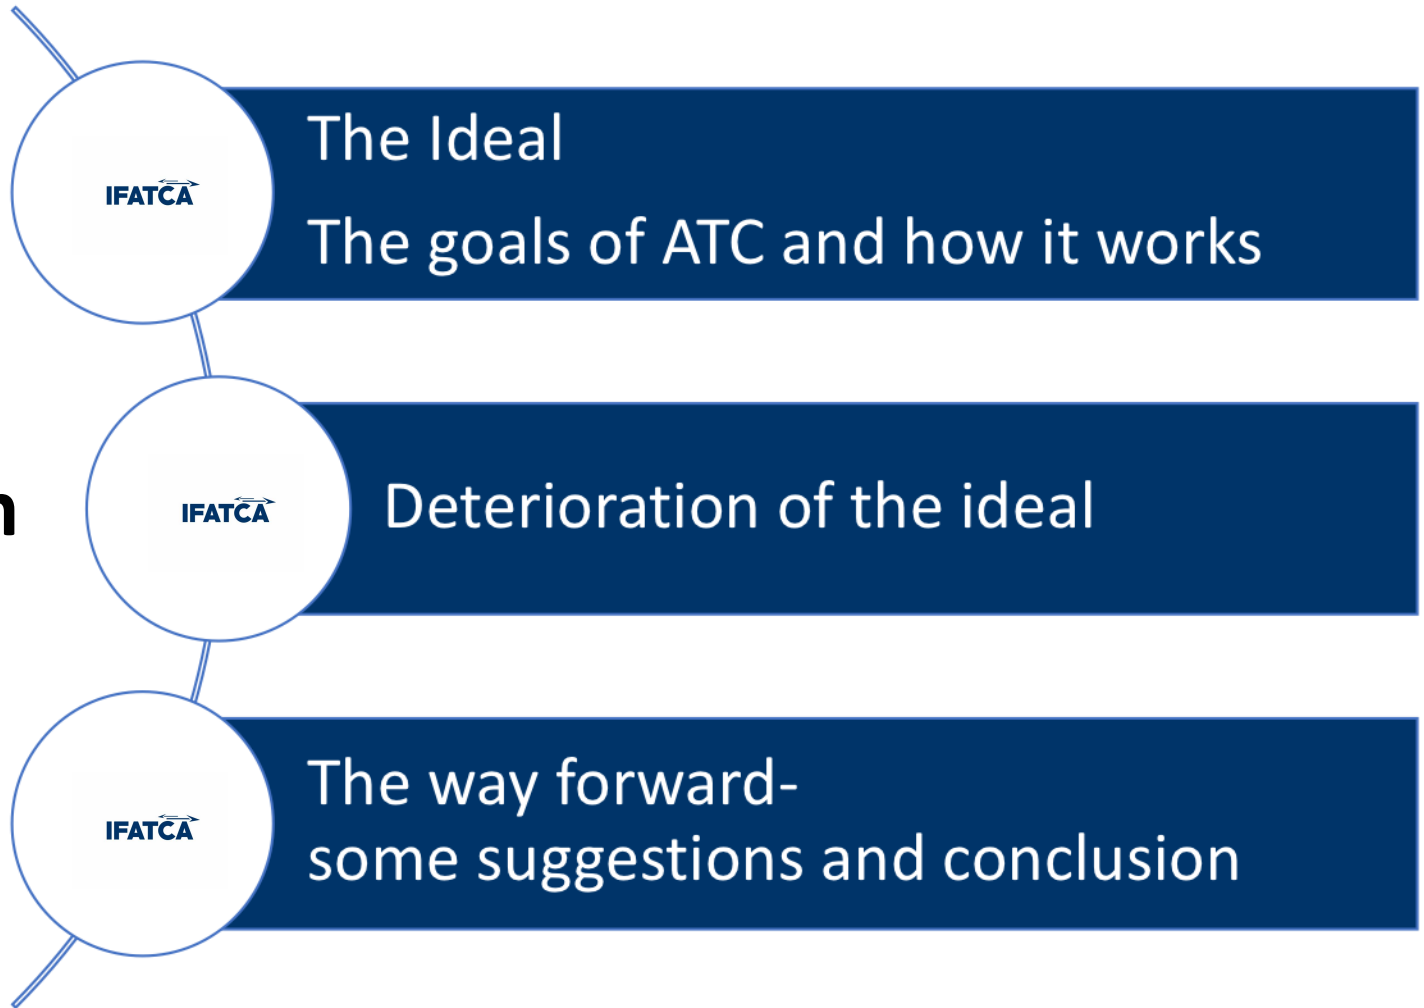 IFATCA
The Ideal
The goals of ATC and how it works
IFATCA
Deterioration of the ideal
IFATCA
The way forward-
some suggestions and conclusion